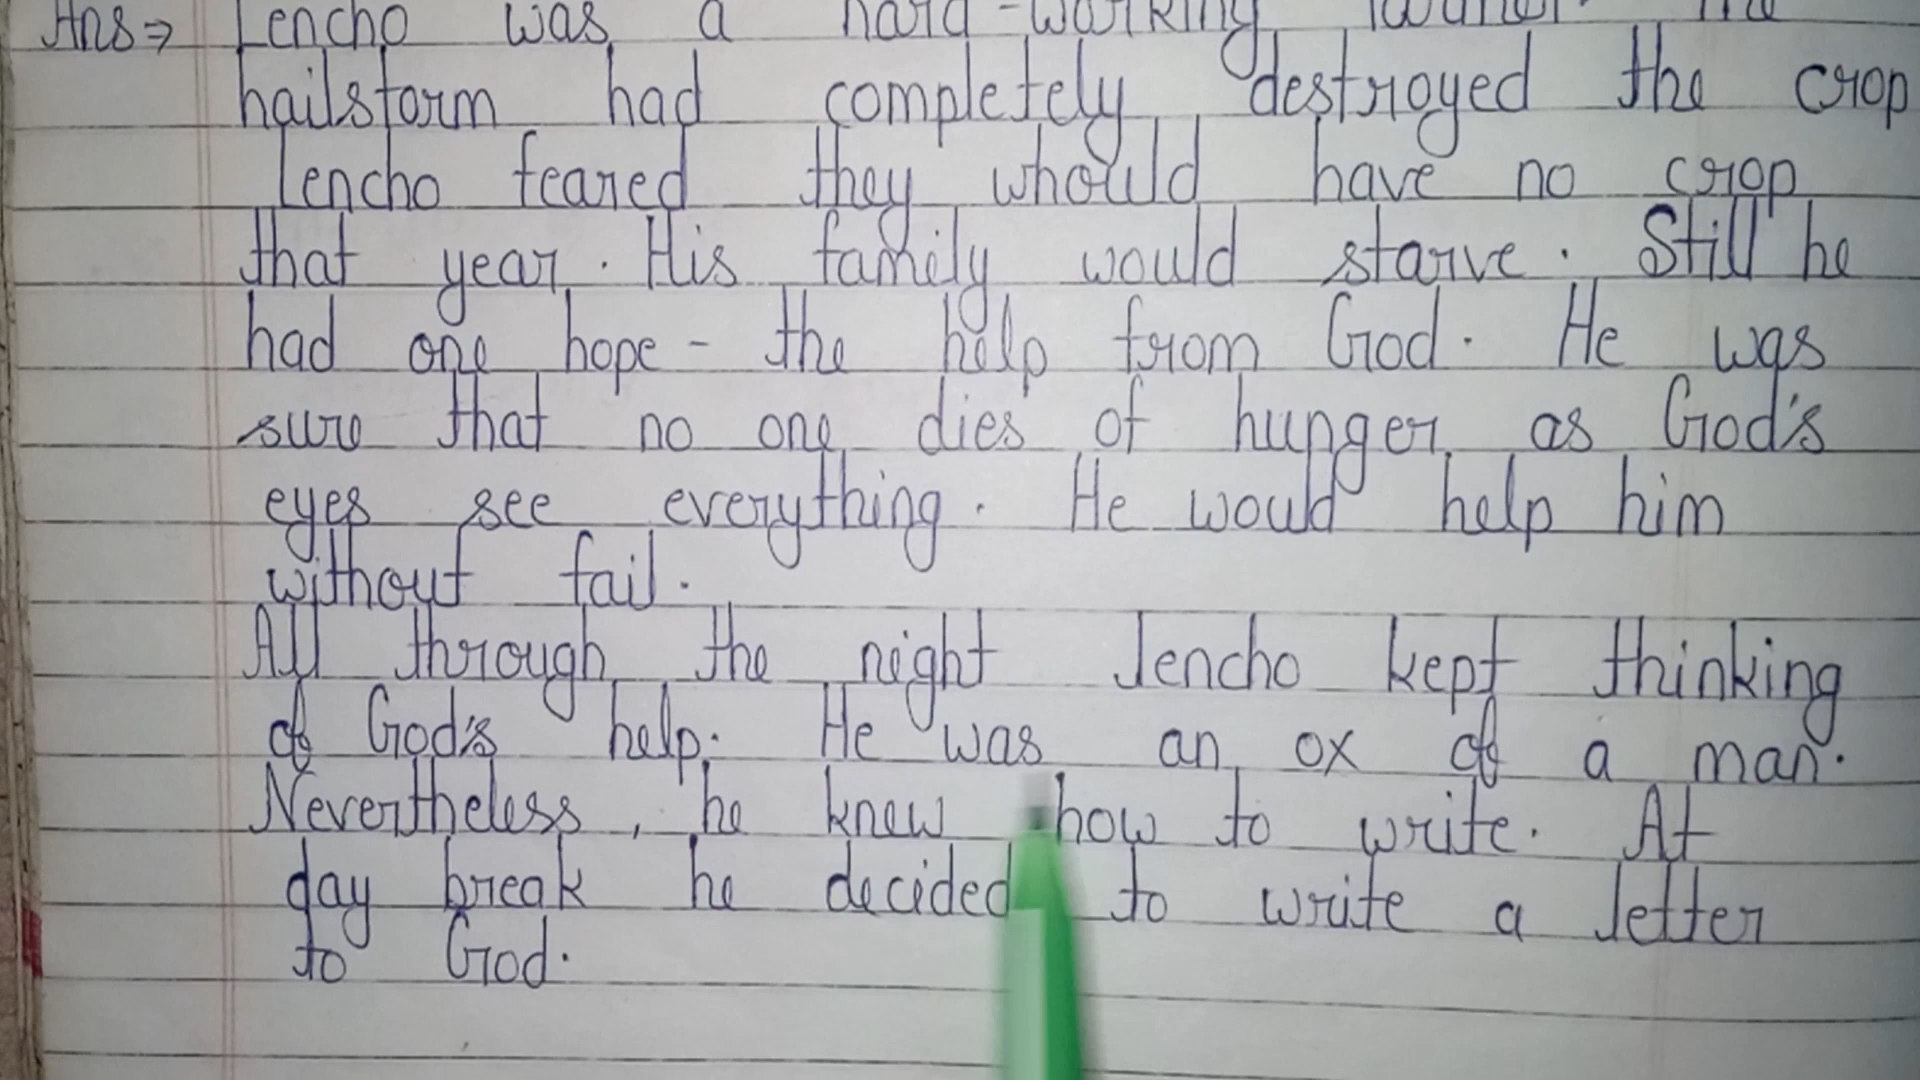 Ans⇒ Lencho was a hard-working farmer. The
hailstorm had completely destroyed the crop
Lencho feared they whould have no crop
that year. His family would starve. Still he
had one hope - the help from God. He was
sure that no one dies of hunger as God's
eyes see everything. He would help him
without fail.
All through the night Lencho kept thinking
of God's help. He was an ox of a man.
Nevertheless, he knew how to write. At
day break he decided to write a letter
to God.